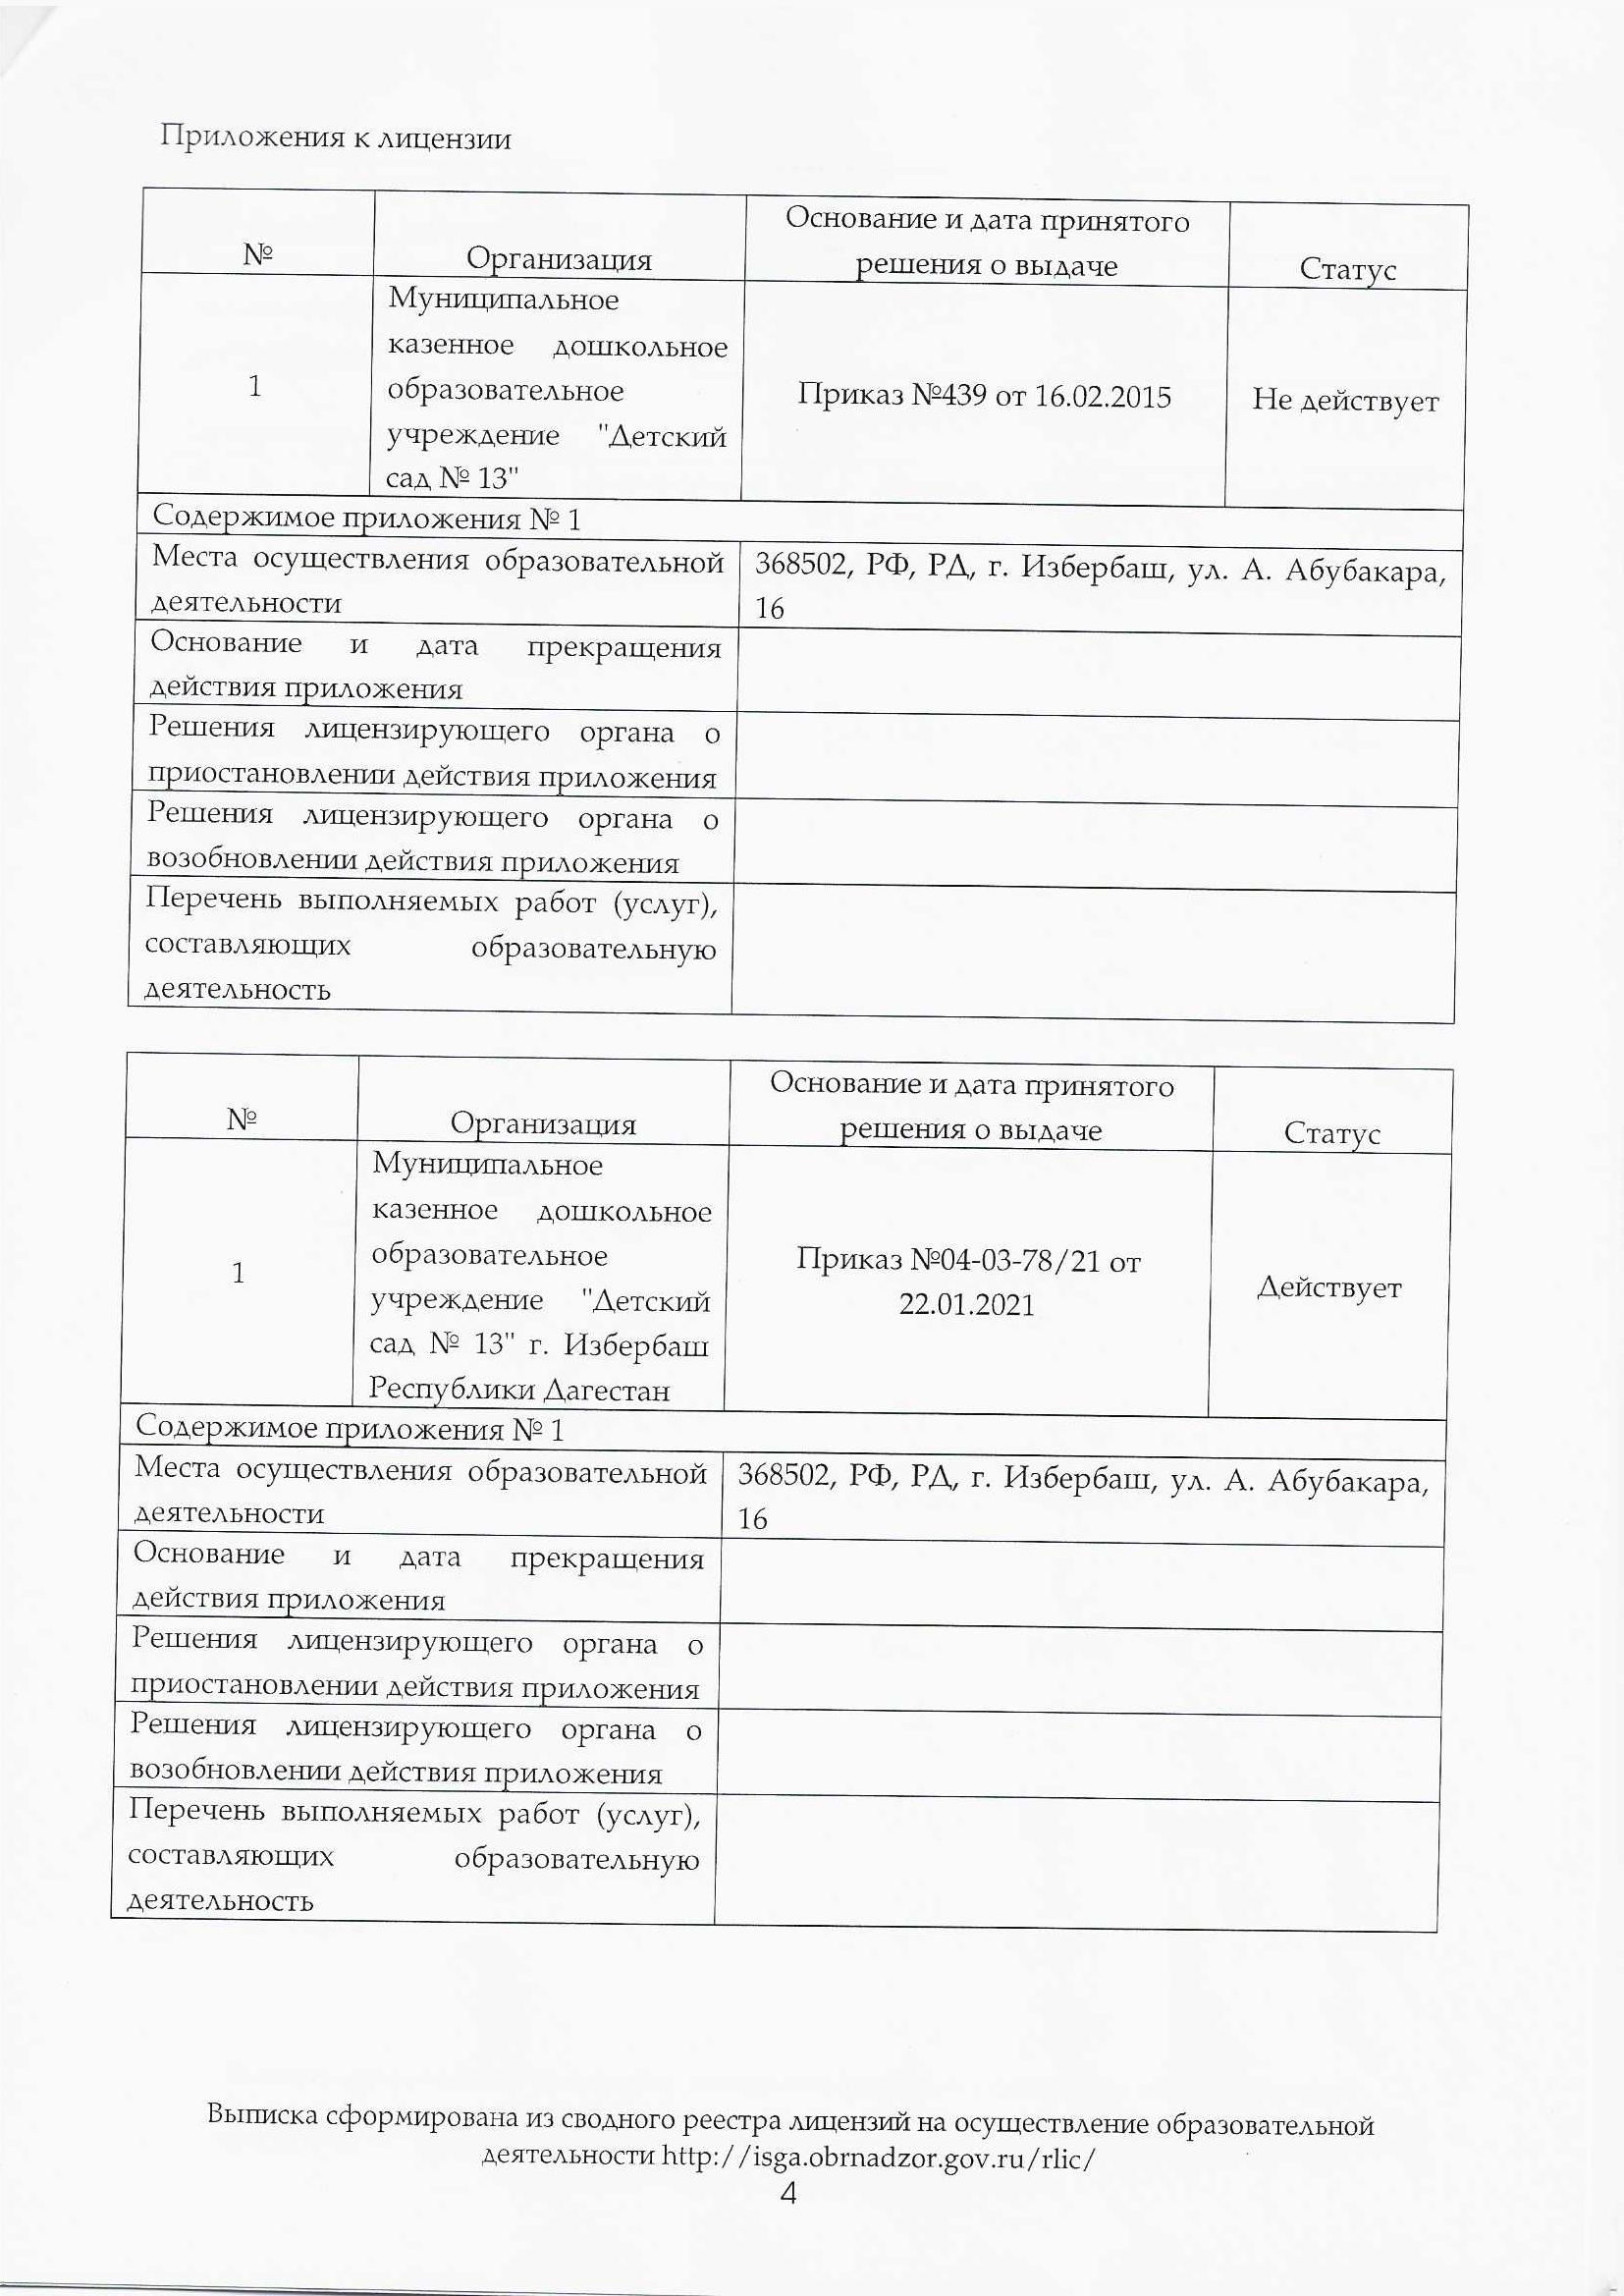 Приложения к лицензии
№
Организация
Основание и дата принятого
решения о выдаче
Статус
1
Муниципальное
казенное дошкольное
образовательное
учреждение "Детский
сад № 13"
Приказ №439 от 16.02.2015
Не действует
Содержимое приложения № 1
Места осуществления образовательной
деятельности
368502, РФ, РД, г. Избербаш, ул. А. Абубакара,
16
Основание и дата прекращения
действия приложения
Решения лицензирующего органа о
приостановлении действия приложения
Решения лицензирующего органа о
возобновлении действия приложения
Перечень выполняемых работ (услуг),
составляющих образовательную
деятельность
№
Организация
Основание и дата принятого
решения о выдаче
Статус
1
Муниципальное
казенное дошкольное
образовательное
учреждение "Детский
сад № 13" г. Избербаш
Республики Дагестан
Приказ №04-03-78/21 от
22.01.2021
Действует
Содержимое приложения № 1
Места осуществления образовательной
деятельности
368502, РФ, РД, г. Избербаш, ул. А. Абубакара,
16
Основание и дата прекращения
действия приложения
Решения лицензирующего органа о
приостановлении действия приложения
Решения лицензирующего органа о
возобновлении действия приложения
Перечень выполняемых работ (услуг),
составляющих образовательную
деятельность
Выписка сформирована из сводного реестра лицензий на осуществление образовательной
деятельности http://isga.obrnadzor.gov.ru/rlic/
4